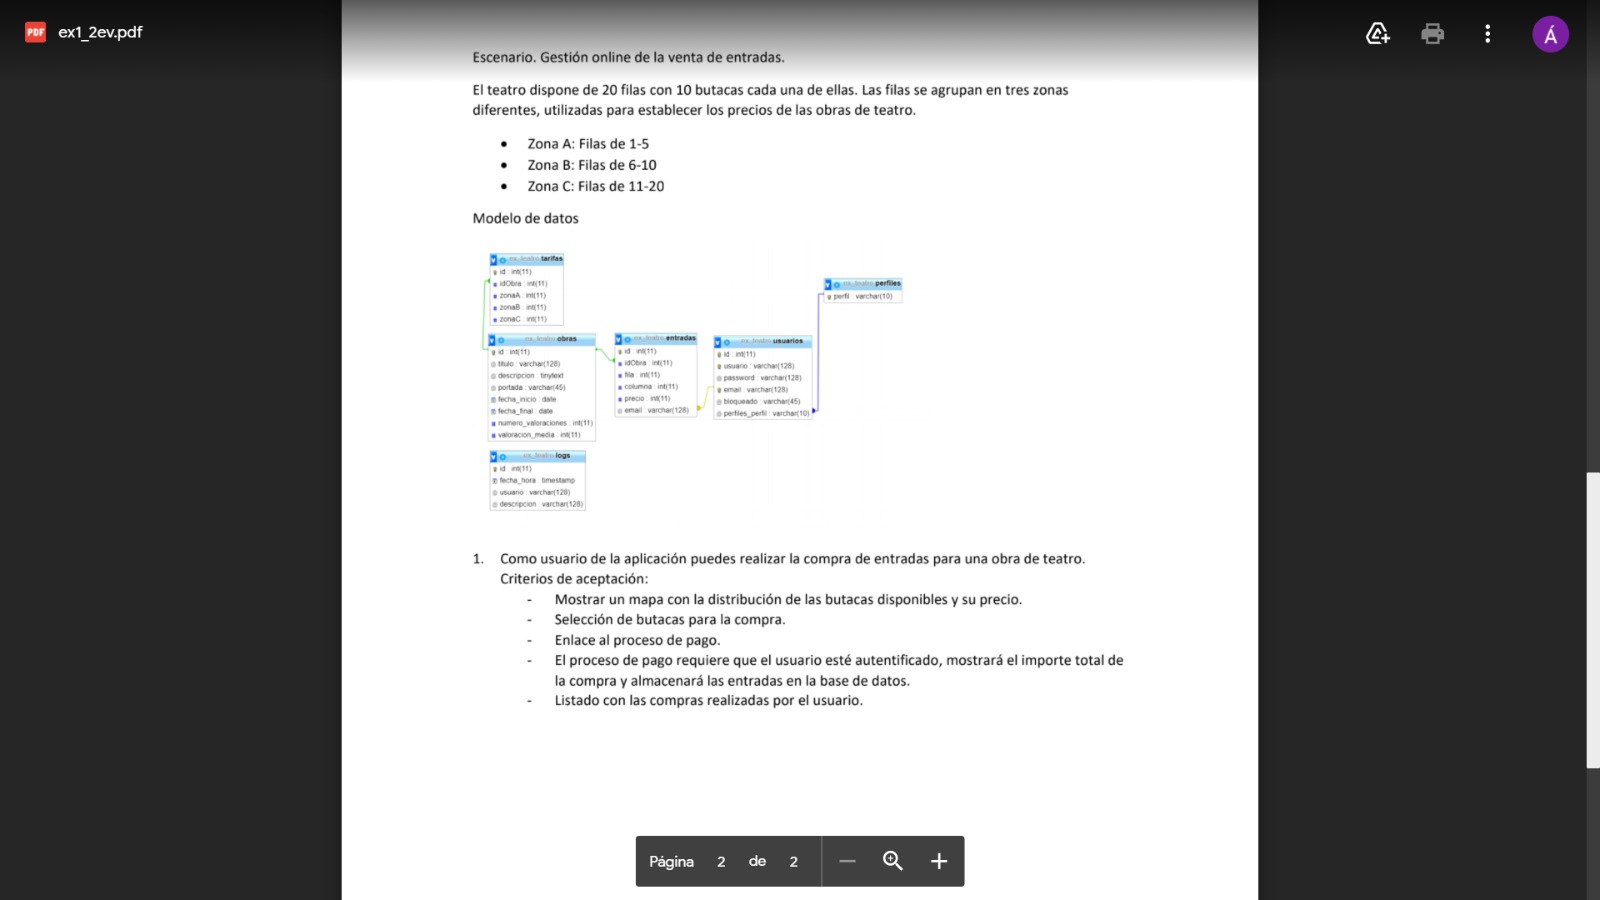 PDF ex1_2ev.pdf
Á
Escenario. Gestión online de la venta de entradas.
El teatro dispone de 20 filas con 10 butacas cada una de ellas. Las filas se agrupan en tres zonas
diferentes, utilizadas para establecer los precios de las obras de teatro.
• Zona A: Filas de 1-5
• Zona B: Filas de 6-10
• Zona C: Filas de 11-20
Modelo de datos
ex_teatro tarifas
id : int(11)
idObra : int(11)
zonaA : int(11)
zonaB : int(11)
zonaC : int(11)
ex_teatro perfiles
perfil : varchar(10)
ex_teatro obras
id : int(11)
titulo : varchar(128)
descripcion : tinytext
portada : varchar(45)
fecha_inicio : date
fecha_final : date
numero_valoraciones : int(11)
valoracion_media : int(11)
ex_teatro entradas
id : int(11)
idObra : int(11)
fila : int(11)
columna : int(11)
precio : int(11)
email : varchar(128)
ex_teatro usuarios
id : int(11)
usuario : varchar(128)
password : varchar(128)
email : varchar(128)
bloqueado : varchar(45)
perfiles_perfil : varchar(10)
ex_teatro logs
id : int(11)
fecha_hora : timestamp
usuario : varchar(128)
descripcion : varchar(128)
1. Como usuario de la aplicación puedes realizar la compra de entradas para una obra de teatro.
Criterios de aceptación:
- Mostrar un mapa con la distribución de las butacas disponibles y su precio.
- Selección de butacas para la compra.
- Enlace al proceso de pago.
- El proceso de pago requiere que el usuario esté autentificado, mostrará el importe total de
la compra y almacenará las entradas en la base de datos.
- Listado con las compras realizadas por el usuario.
Página 2 de 2